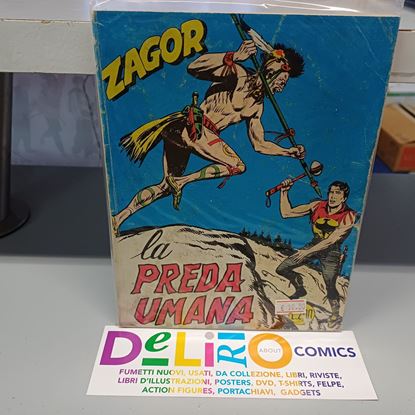 ZAGOR
la
PREDA
UMANA
DeLiRiO
ABOUT
COMICS
FUMETTI NUOVI, USATI, DA COLLEZIONE, LIBRI, RIVISTE,
LIBRI D'ILLUSTRAZIONI, POSTERS, DVD, T-SHIRTS, FELPE,
ACTION FIGURES, PORTACHIAVI, GADGETS